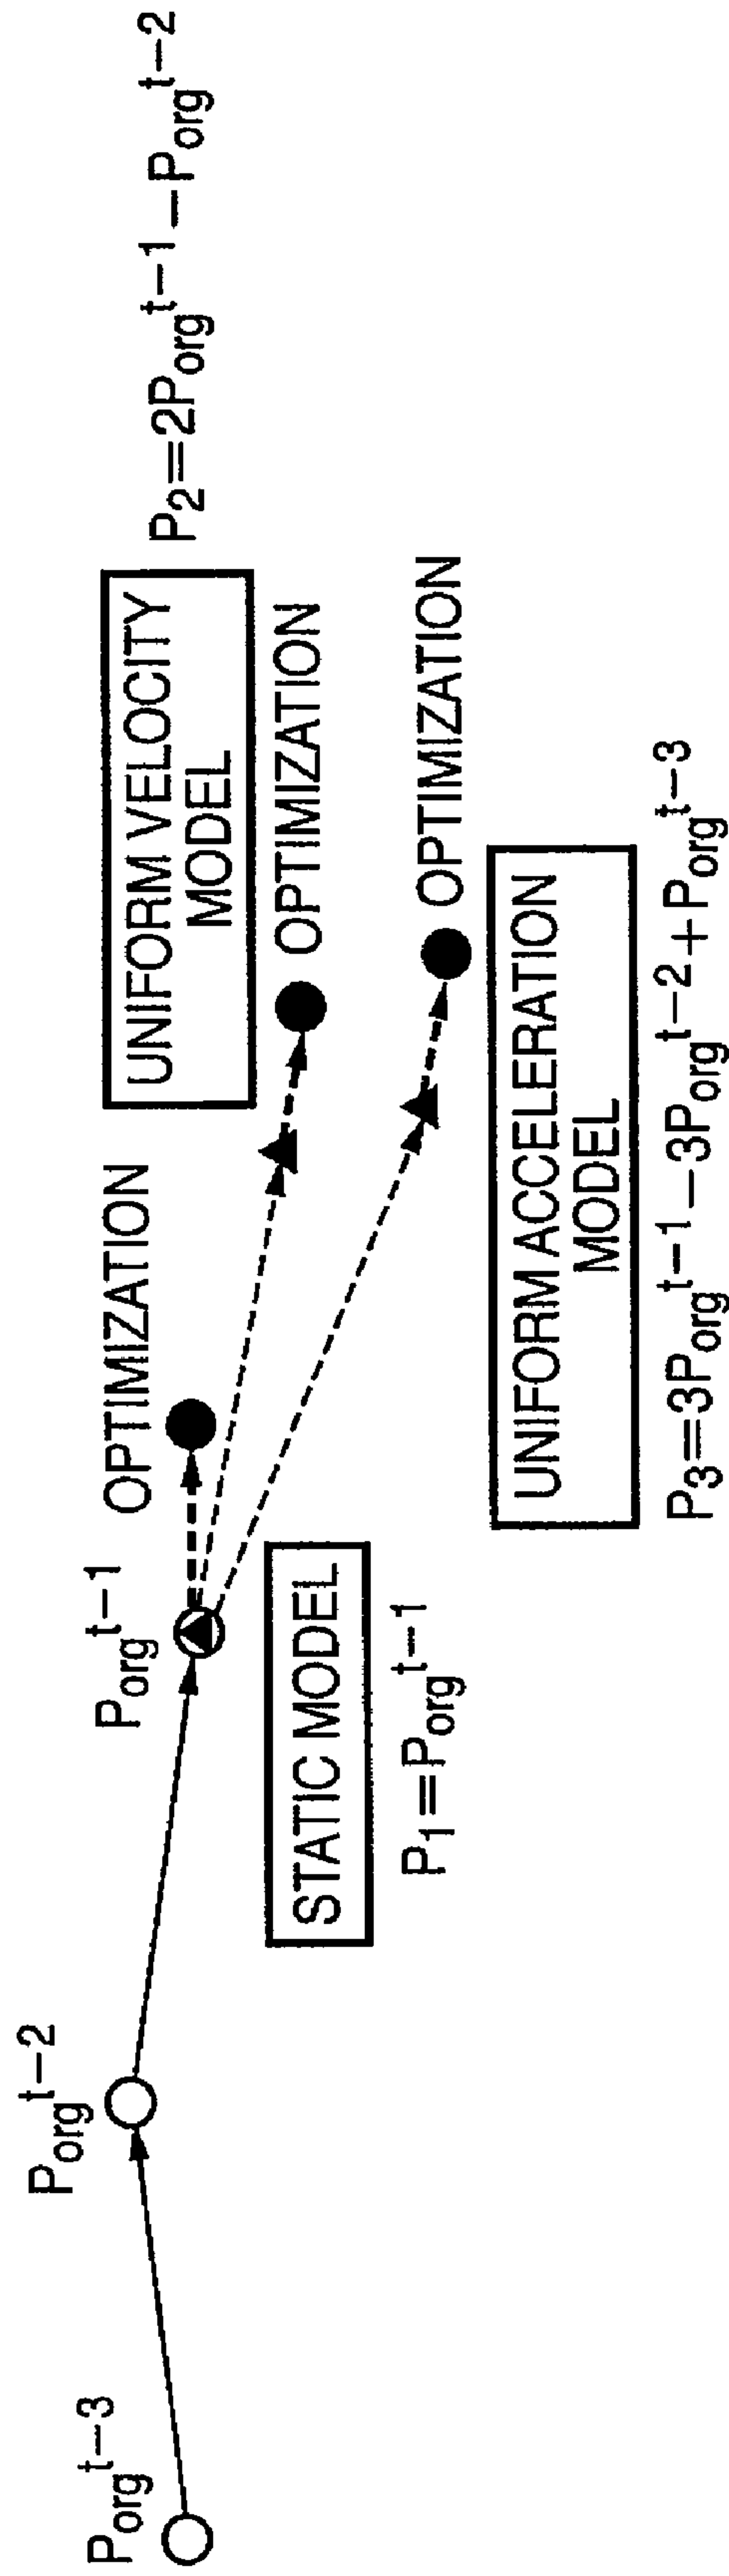 P_org^t−3
P_org^t−2
P_org^t−1
STATIC MODEL
P_1=P_org^t−1
OPTIMIZATION
UNIFORM VELOCITY
MODEL
P_2=2P_org^t−1−P_org^t−2
OPTIMIZATION
OPTIMIZATION
UNIFORM ACCELERATION
MODEL
P_3=3P_org^t−1−3P_org^t−2+P_org^t−3